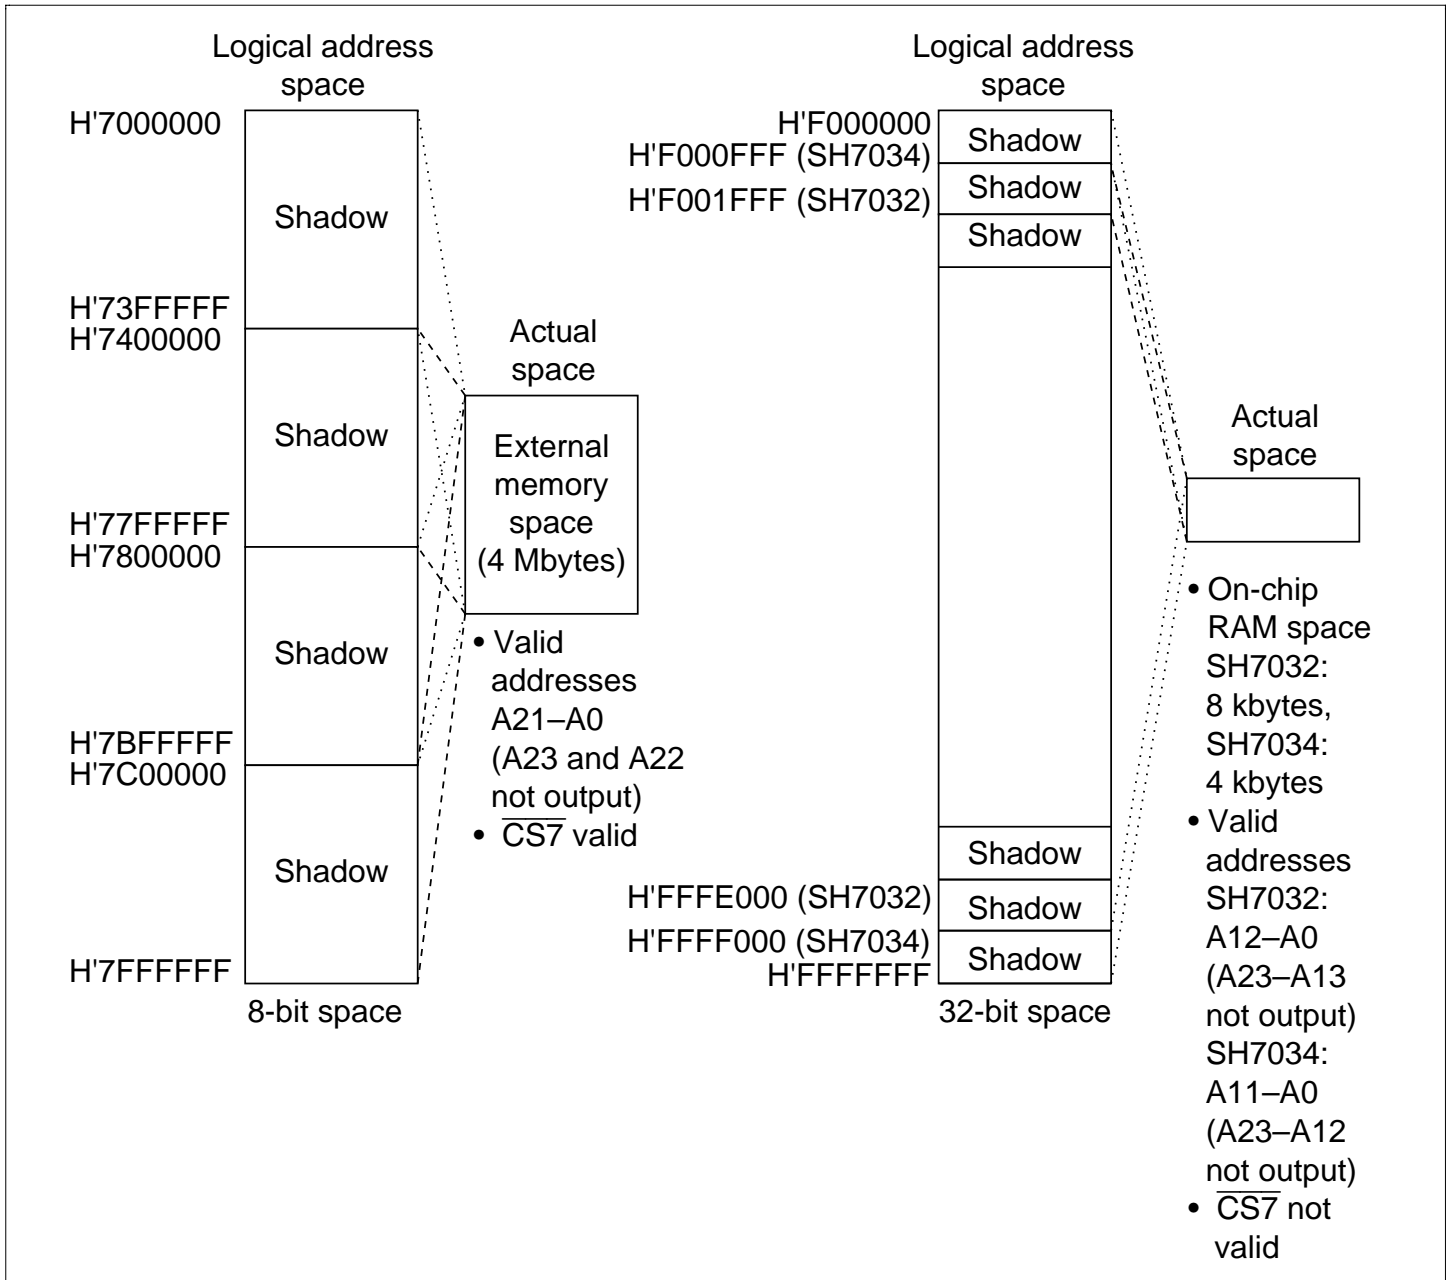 Logical address
space
H'7000000
Shadow
H'73FFFFF
H'7400000
Shadow
H'77FFFFF
H'7800000
Shadow
H'7BFFFFF
H'7C00000
Shadow
H'7FFFFFF
8-bit space
Actual
space
External
memory
space
(4 Mbytes)
• Valid
addresses
A21–A0
(A23 and A22
not output)
• CS7 valid
Logical address
space
H'F000000
Shadow
H'F000FFF (SH7034)
Shadow
H'F001FFF (SH7032)
Shadow
Shadow
H'FFFE000 (SH7032)
Shadow
H'FFFF000 (SH7034)
Shadow
H'FFFFFFF
32-bit space
Actual
space
• On-chip
RAM space
SH7032:
8 kbytes,
SH7034:
4 kbytes
• Valid
addresses
SH7032:
A12–A0
(A23–A13
not output)
SH7034:
A11–A0
(A23–A12
not output)
• CS7 not
valid